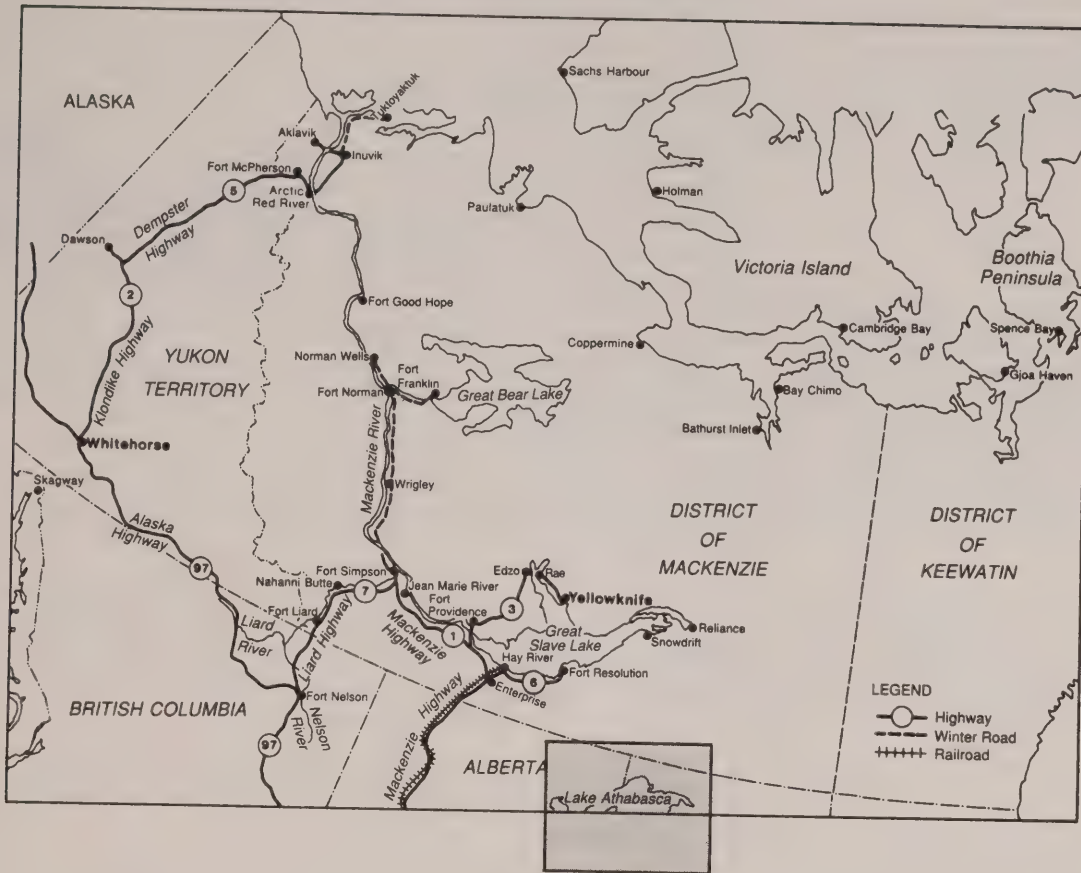 ALASKA
Sachs Harbour
Tuktoyaktuk
Aklavik
Inuvik
Fort McPherson
Arctic
Red River
5
Dempster
Highway
Dawson
2
Klondike Highway
Holman
Paulatuk
Victoria Island
Boothia
Peninsula
YUKON
TERRITORY
Fort Good Hope
Cambridge Bay
Spence Bay
Coppermine
Gjoa Haven
Norman Wells
Fort
Franklin
Fort Norman
Great Bear Lake
Bay Chimo
Bathurst Inlet
Whitehorse
Skagway
Mackenzie River
Wrigley
Alaska
Highway
97
DISTRICT
OF
MACKENZIE
DISTRICT
OF
KEEWATIN
Fort Simpson
Nahanni Butte
7
Jean Marie River
Edzo
Rae
Yellowknife
Fort
Providence
3
Fort Liard
Liard
River
Liard Highway
Mackenzie
Highway
1
Great
Slave Lake
Reliance
Snowdrift
Hay River
Fort Resolution
6
Enterprise
Fort Nelson
Nelson
River
BRITISH COLUMBIA
97
Mackenzie Highway
ALBERTA
Lake Athabasca
LEGEND
Highway
Winter Road
Railroad